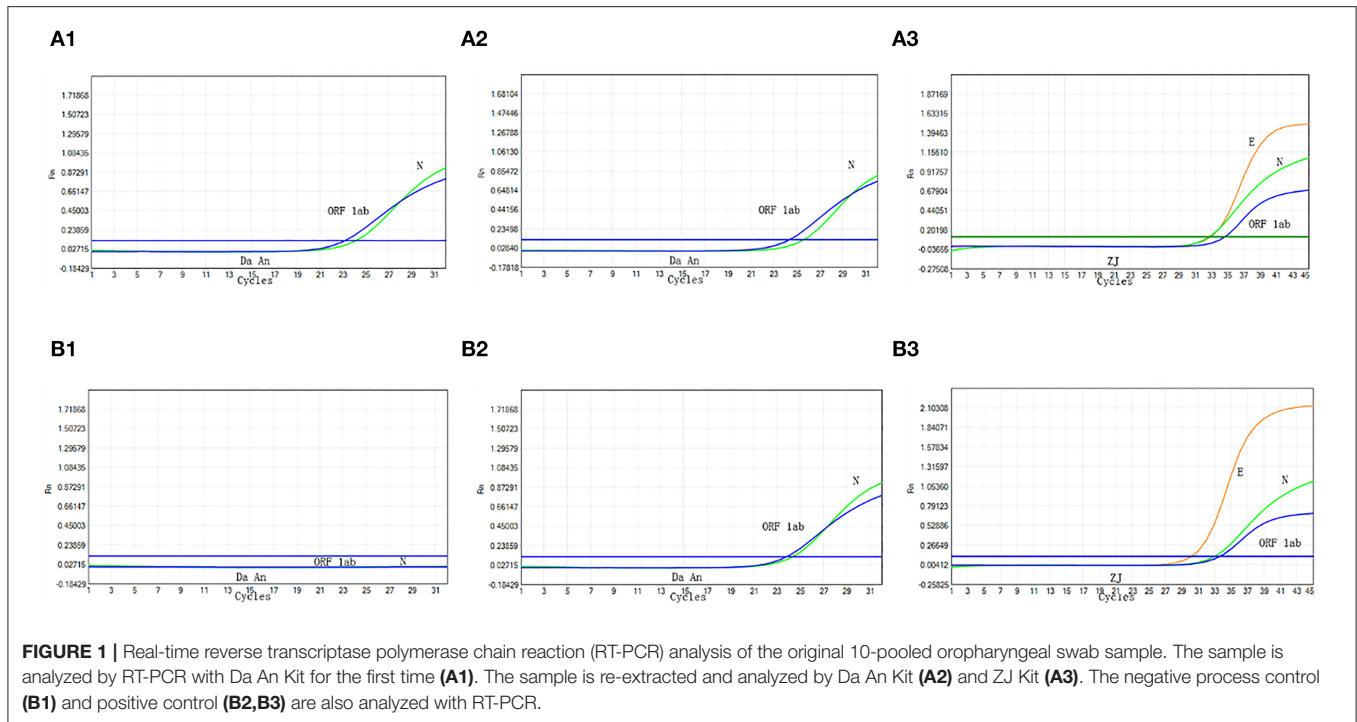 A1
1.71868
1.50723
1.29579
1.08435
0.87291
0.66147
0.45003
0.23859
0.02715
-0.18429
Rn
N
ORF 1ab
Da An
1 3 5 7 9 11 13 15 17 19 21 23 25 27 29 31
Cycles
A2
1.68104
1.47446
1.26788
1.06130
0.85472
0.64814
0.44156
0.23498
0.02840
-0.17818
Rn
N
ORF 1ab
Da An
1 3 5 7 9 11 13 15 17 19 21 23 25 27 29 31
Cycles
A3
1.87169
1.63315
1.39463
1.15610
0.91757
0.67904
0.44051
0.20198
-0.03655
-0.27508
Rn
E
N
ORF 1ab
ZJ
1 3 5 7 9 11 13 15 17 19 21 23 25 27 29 31 33 35 37 39 41 43 45
Cycles
B1
1.71868
1.50723
1.29579
1.08435
0.87291
0.66147
0.45003
0.23859
0.02715
-0.18429
Rn
ORF 1ab N
Da An
1 3 5 7 9 11 13 15 17 19 21 23 25 27 29 31
Cycles
B2
1.71868
1.50723
1.29579
1.08435
0.87291
0.66147
0.45003
0.23859
0.02715
-0.18429
Rn
N
ORF 1ab
Da An
1 3 5 7 9 11 13 15 17 19 21 23 25 27 29 31
Cycles
B3
2.10308
1.84071
1.57834
1.31597
1.05360
0.79123
0.52886
0.26649
0.00412
-0.25825
Rn
E
N
ORF 1ab
ZJ
1 3 5 7 9 11 13 15 17 19 21 23 25 27 29 31 33 35 37 39 41 43 45
Cycles
FIGURE 1 | Real-time reverse transcriptase polymerase chain reaction (RT-PCR) analysis of the original 10-pooled oropharyngeal swab sample. The sample is
analyzed by RT-PCR with Da An Kit for the first time (A1). The sample is re-extracted and analyzed by Da An Kit (A2) and ZJ Kit (A3). The negative process control
(B1) and positive control (B2,B3) are also analyzed with RT-PCR.